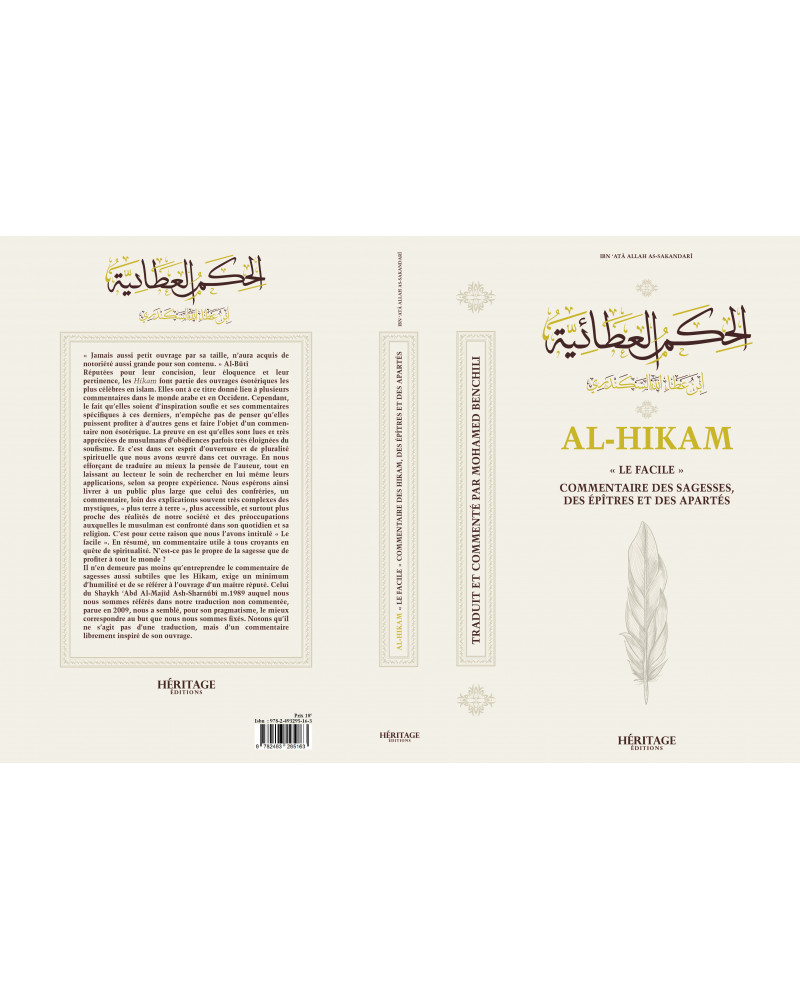 الحكم العطائية
ابن عطاء الله السكندري
« Jamais aussi petit ouvrage par sa taille, n'aura acquis de
notoriété aussi grande pour son contenu. » Al-Būti
Réputées pour leur concision, leur éloquence et leur
pertinence, les Hikam font partie des ouvrages ésotériques les
plus célèbres en islam. Elles ont à ce titre donné lieu à plusieurs
commentaires dans le monde arabe et en Occident. Cependant,
le fait qu'elles soient d'inspiration soufie et ses commentaires
spécifiques à ces derniers, n'empêche pas de penser qu'elles
puissent profiter à d'autres gens et faire l'objet d'un commen-
taire non ésotérique. La preuve en est qu'elles sont lues et très
appréciées de musulmans d'obédiences parfois très éloignées du
soufisme. Et c'est dans cet esprit d'ouverture et de pluralité
spirituelle que nous avons œuvré dans cet ouvrage. En nous
efforçant de traduire au mieux la pensée de l'auteur, tout en
laissant au lecteur le soin de rechercher en lui même leurs
applications, selon sa propre expérience. Nous espérons ainsi
livrer à un public plus large que celui des confréries, un
commentaire, loin des explications souvent très complexes des
mystiques, « plus terre à terre », plus accessible, et surtout plus
proche des réalités de notre société et des préoccupations
auxquelles le musulman est confronté dans son quotidien et sa
religion. C'est pour cette raison que nous l'avons intitulé « Le
facile ». En résumé, un commentaire utile à tous croyants en
quête de spiritualité. N'est-ce pas le propre de la sagesse que de
profiter à tout le monde !
Il n'en demeure pas moins qu'entreprendre le commentaire de
sagesses aussi subtiles que les Hikam, exige un minimum
d'humilité et de se référer à l'ouvrage d'un maître réputé. Celui
du Shaykh 'Abd Al-Majîd Ash-Sharnûbî m.1989 auquel nous
nous sommes référés dans notre traduction non commentée,
parue en 2009, nous a semblé, pour son pragmatisme, le mieux
correspondre au but que nous nous sommes fixés. Notons qu'il
ne s'agit pas d'une traduction, mais d'un commentaire
librement inspiré de son ouvrage.
HÉRITAGE
ÉDITIONS
Prix 18€
Isbn : 978-2-493295-16-3
9 782493 295163
IBN 'ATĀ ALLAH AS-SAKANDARĪ
AL-HIKAM « LE FACILE » COMMENTAIRE DES HIKAM, DES ÉPÎTRES ET DES APARTÉS
HÉRITAGE
ÉDITIONS
TRADUIT ET COMMENTÉ PAR MOHAMED BENCHILI
IBN 'ATĀ ALLAH AS-SAKANDARĪ
الحكم العطائية
ابن عطاء الله السكندري
AL-HIKAM
« LE FACILE »
COMMENTAIRE DES SAGESSES,
DES ÉPÎTRES ET DES APARTÉS
HÉRITAGE
ÉDITIONS